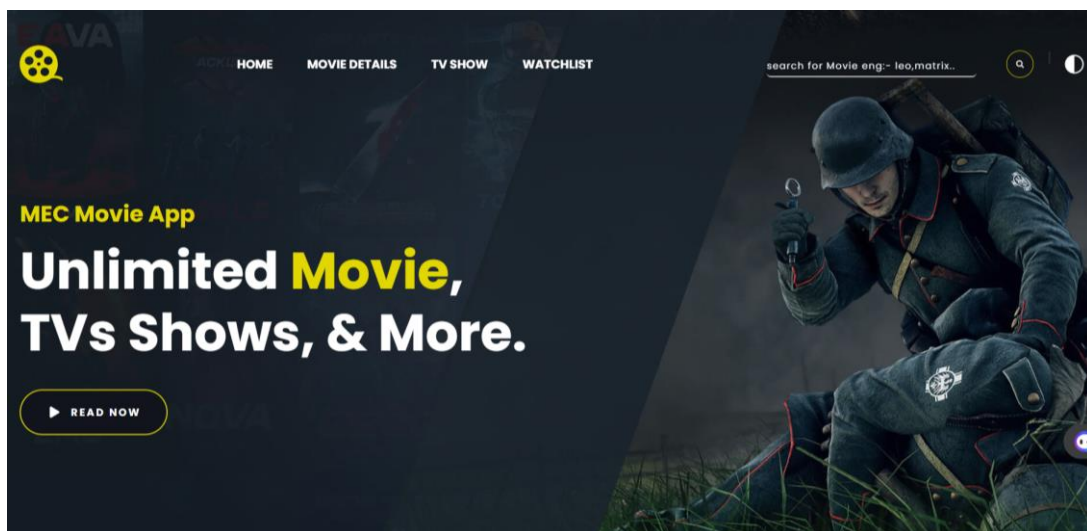 HOME MOVIE DETAILS TV SHOW WATCHLIST
search for Movie eng:- leo,matrix..
MEC Movie App
Unlimited Movie,
TVs Shows, & More.
READ NOW